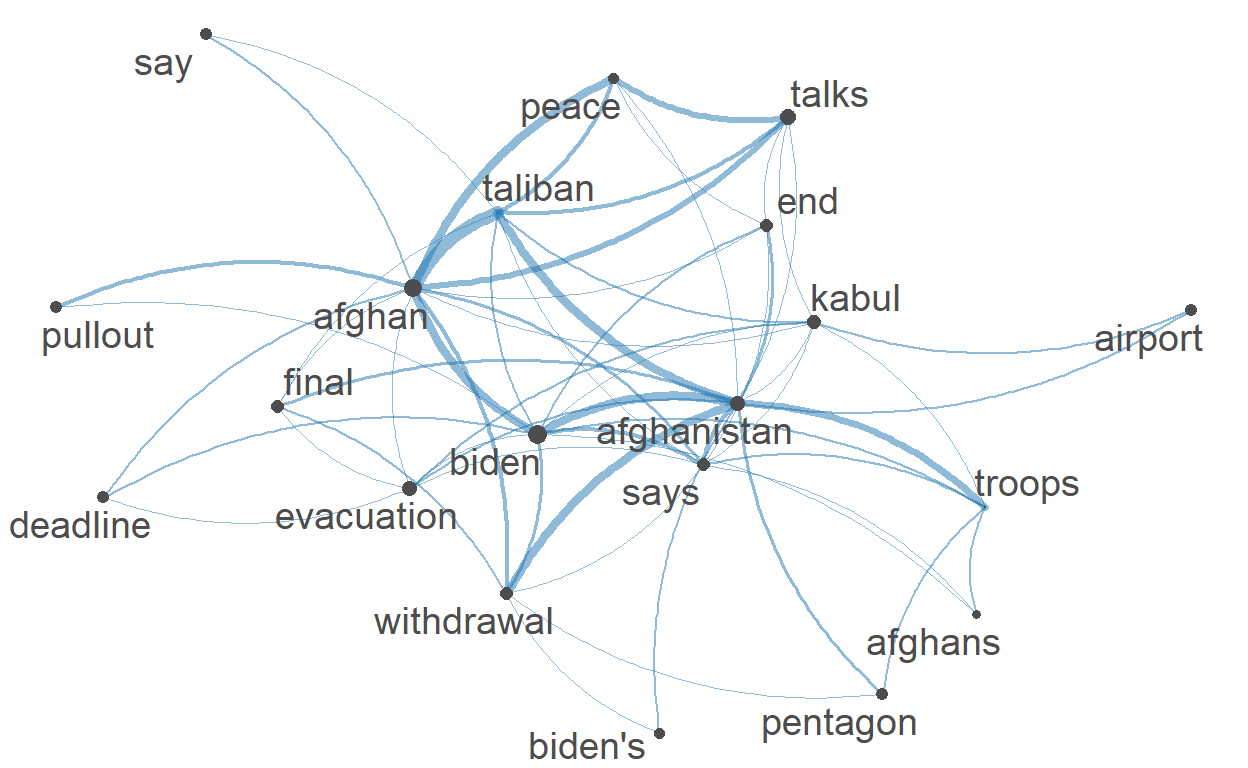 say
talks
peace
taliban
end
kabul
afghan
pullout
airport
final
afghanistan
biden
says
troops
evacuation
deadline
withdrawal
afghans
pentagon
biden's